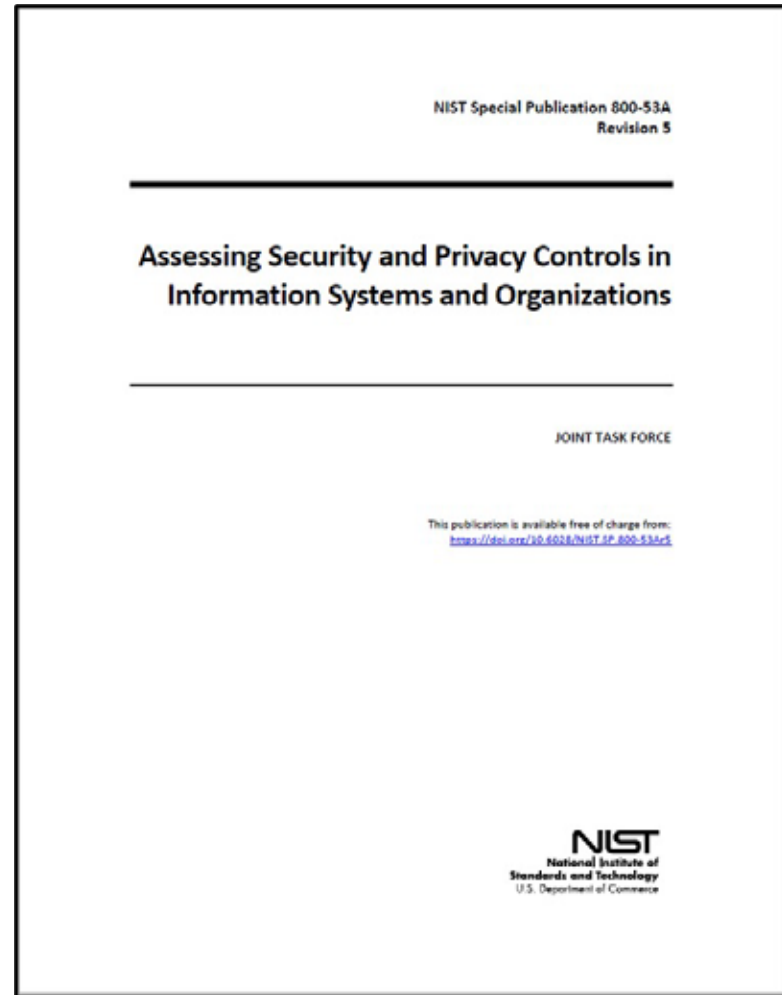 NIST Special Publication 800-53A
Revision 5
Assessing Security and Privacy Controls in
Information Systems and Organizations
JOINT TASK FORCE
This publication is available free of charge from:
https://doi.org/10.6028/NIST.SP.800-53Ar5
NIST
National Institute of
Standards and Technology
U.S. Department of Commerce